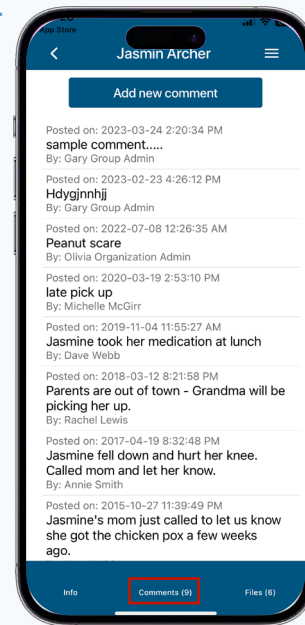 App Store
Jasmin Archer
Add new comment
Posted on: 2023-03-24 2:20:34 PM
sample comment.....
By: Gary Group Admin
Posted on: 2023-02-23 4:26:12 PM
Hdygjnnhjj
By: Gary Group Admin
Posted on: 2022-07-08 12:26:35 AM
Peanut scare
By: Olivia Organization Admin
Posted on: 2020-03-19 2:53:10 PM
late pick up
By: Michelle McGirr
Posted on: 2019-11-04 11:55:27 AM
Jasmine took her medication at lunch
By: Dave Webb
Posted on: 2018-03-12 8:21:58 PM
Parents are out of town - Grandma will be
picking her up.
By: Rachel Lewis
Posted on: 2017-04-19 8:32:48 PM
Jasmine fell down and hurt her knee.
Called mom and let her know.
By: Annie Smith
Posted on: 2015-10-27 11:39:49 PM
Jasmine's mom just called to let us know
she got the chicken pox a few weeks
ago.
Info
Comments (9)
Files (6)